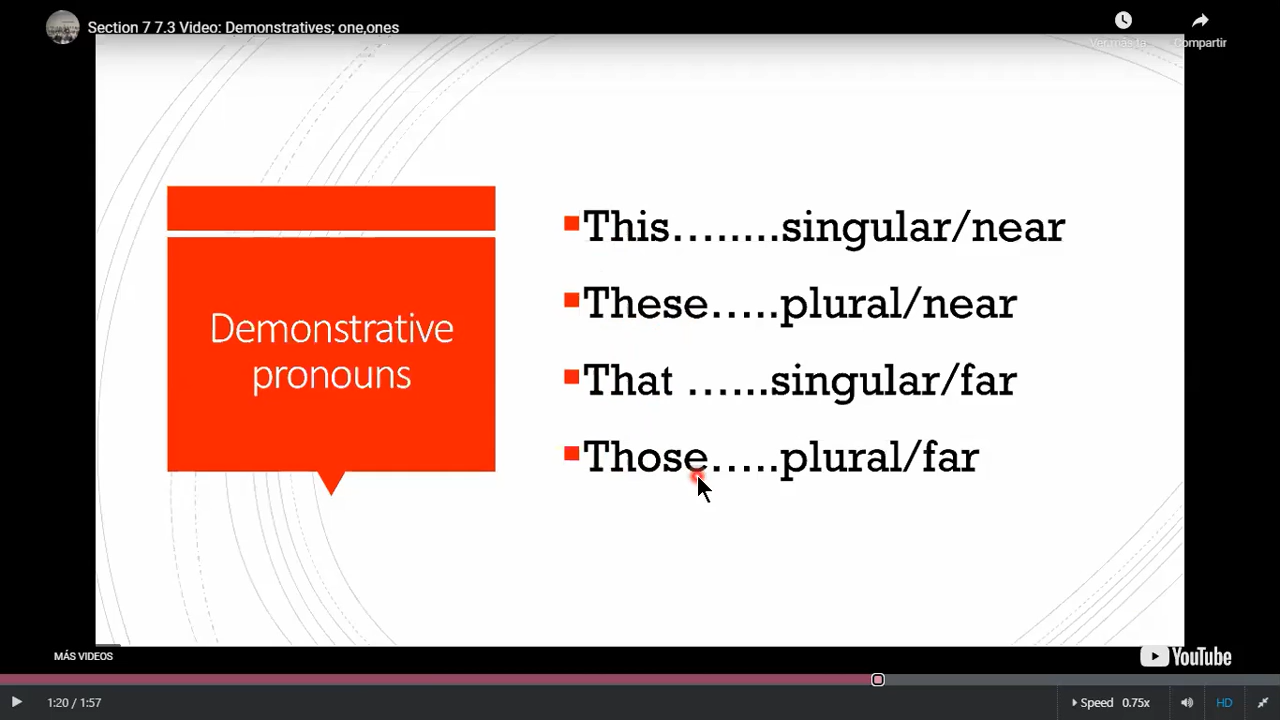 Section 7 7.3 Video: Demonstratives; one,ones
Compartir
This........singular/near
These.....plural/near
That ......singular/far
Those.....plural/far
Demonstrative
pronouns
MÁS VIDEOS
YouTube
1:20 / 1:57
Speed 0.75x
HD